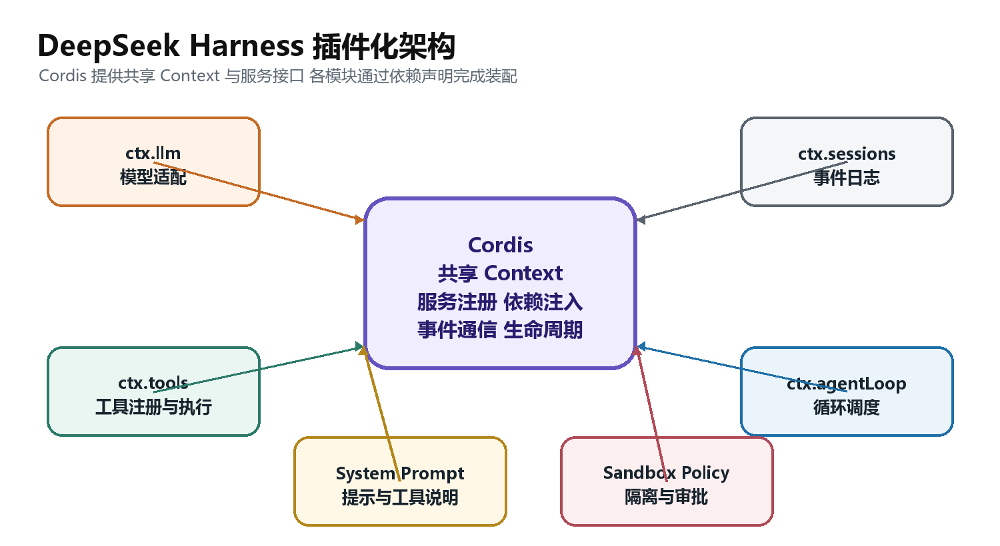 DeepSeek Harness 插件化架构
Cordis 提供共享 Context 与服务接口 各模块通过依赖声明完成装配
ctx.llm
模型适配
ctx.sessions
事件日志
Cordis
共享 Context
服务注册 依赖注入
事件通信 生命周期
ctx.tools
工具注册与执行
ctx.agentLoop
循环调度
System Prompt
提示与工具说明
Sandbox Policy
隔离与审批